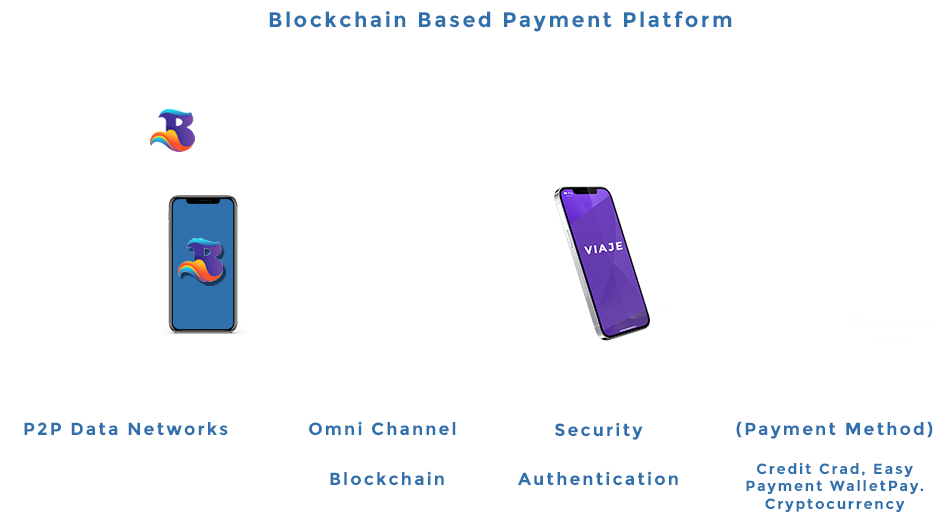 Blockchain Based Payment Platform
B
B
VIAJE
P2P Data Networks
Omni Channel
Security
(Payment Method)
Blockchain
Authentication
Credit Crad, Easy
Payment WalletPay.
Cryptocurrency